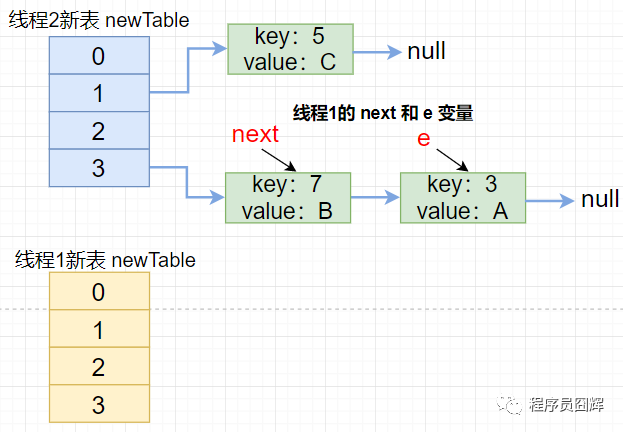 线程2新表 newTable
0
1
2
3
key：5
value：C
null
线程1的 next 和 e 变量
next
e
key：7
value：B
key：3
value：A
null
线程1新表 newTable
0
1
2
3
程序员囧辉